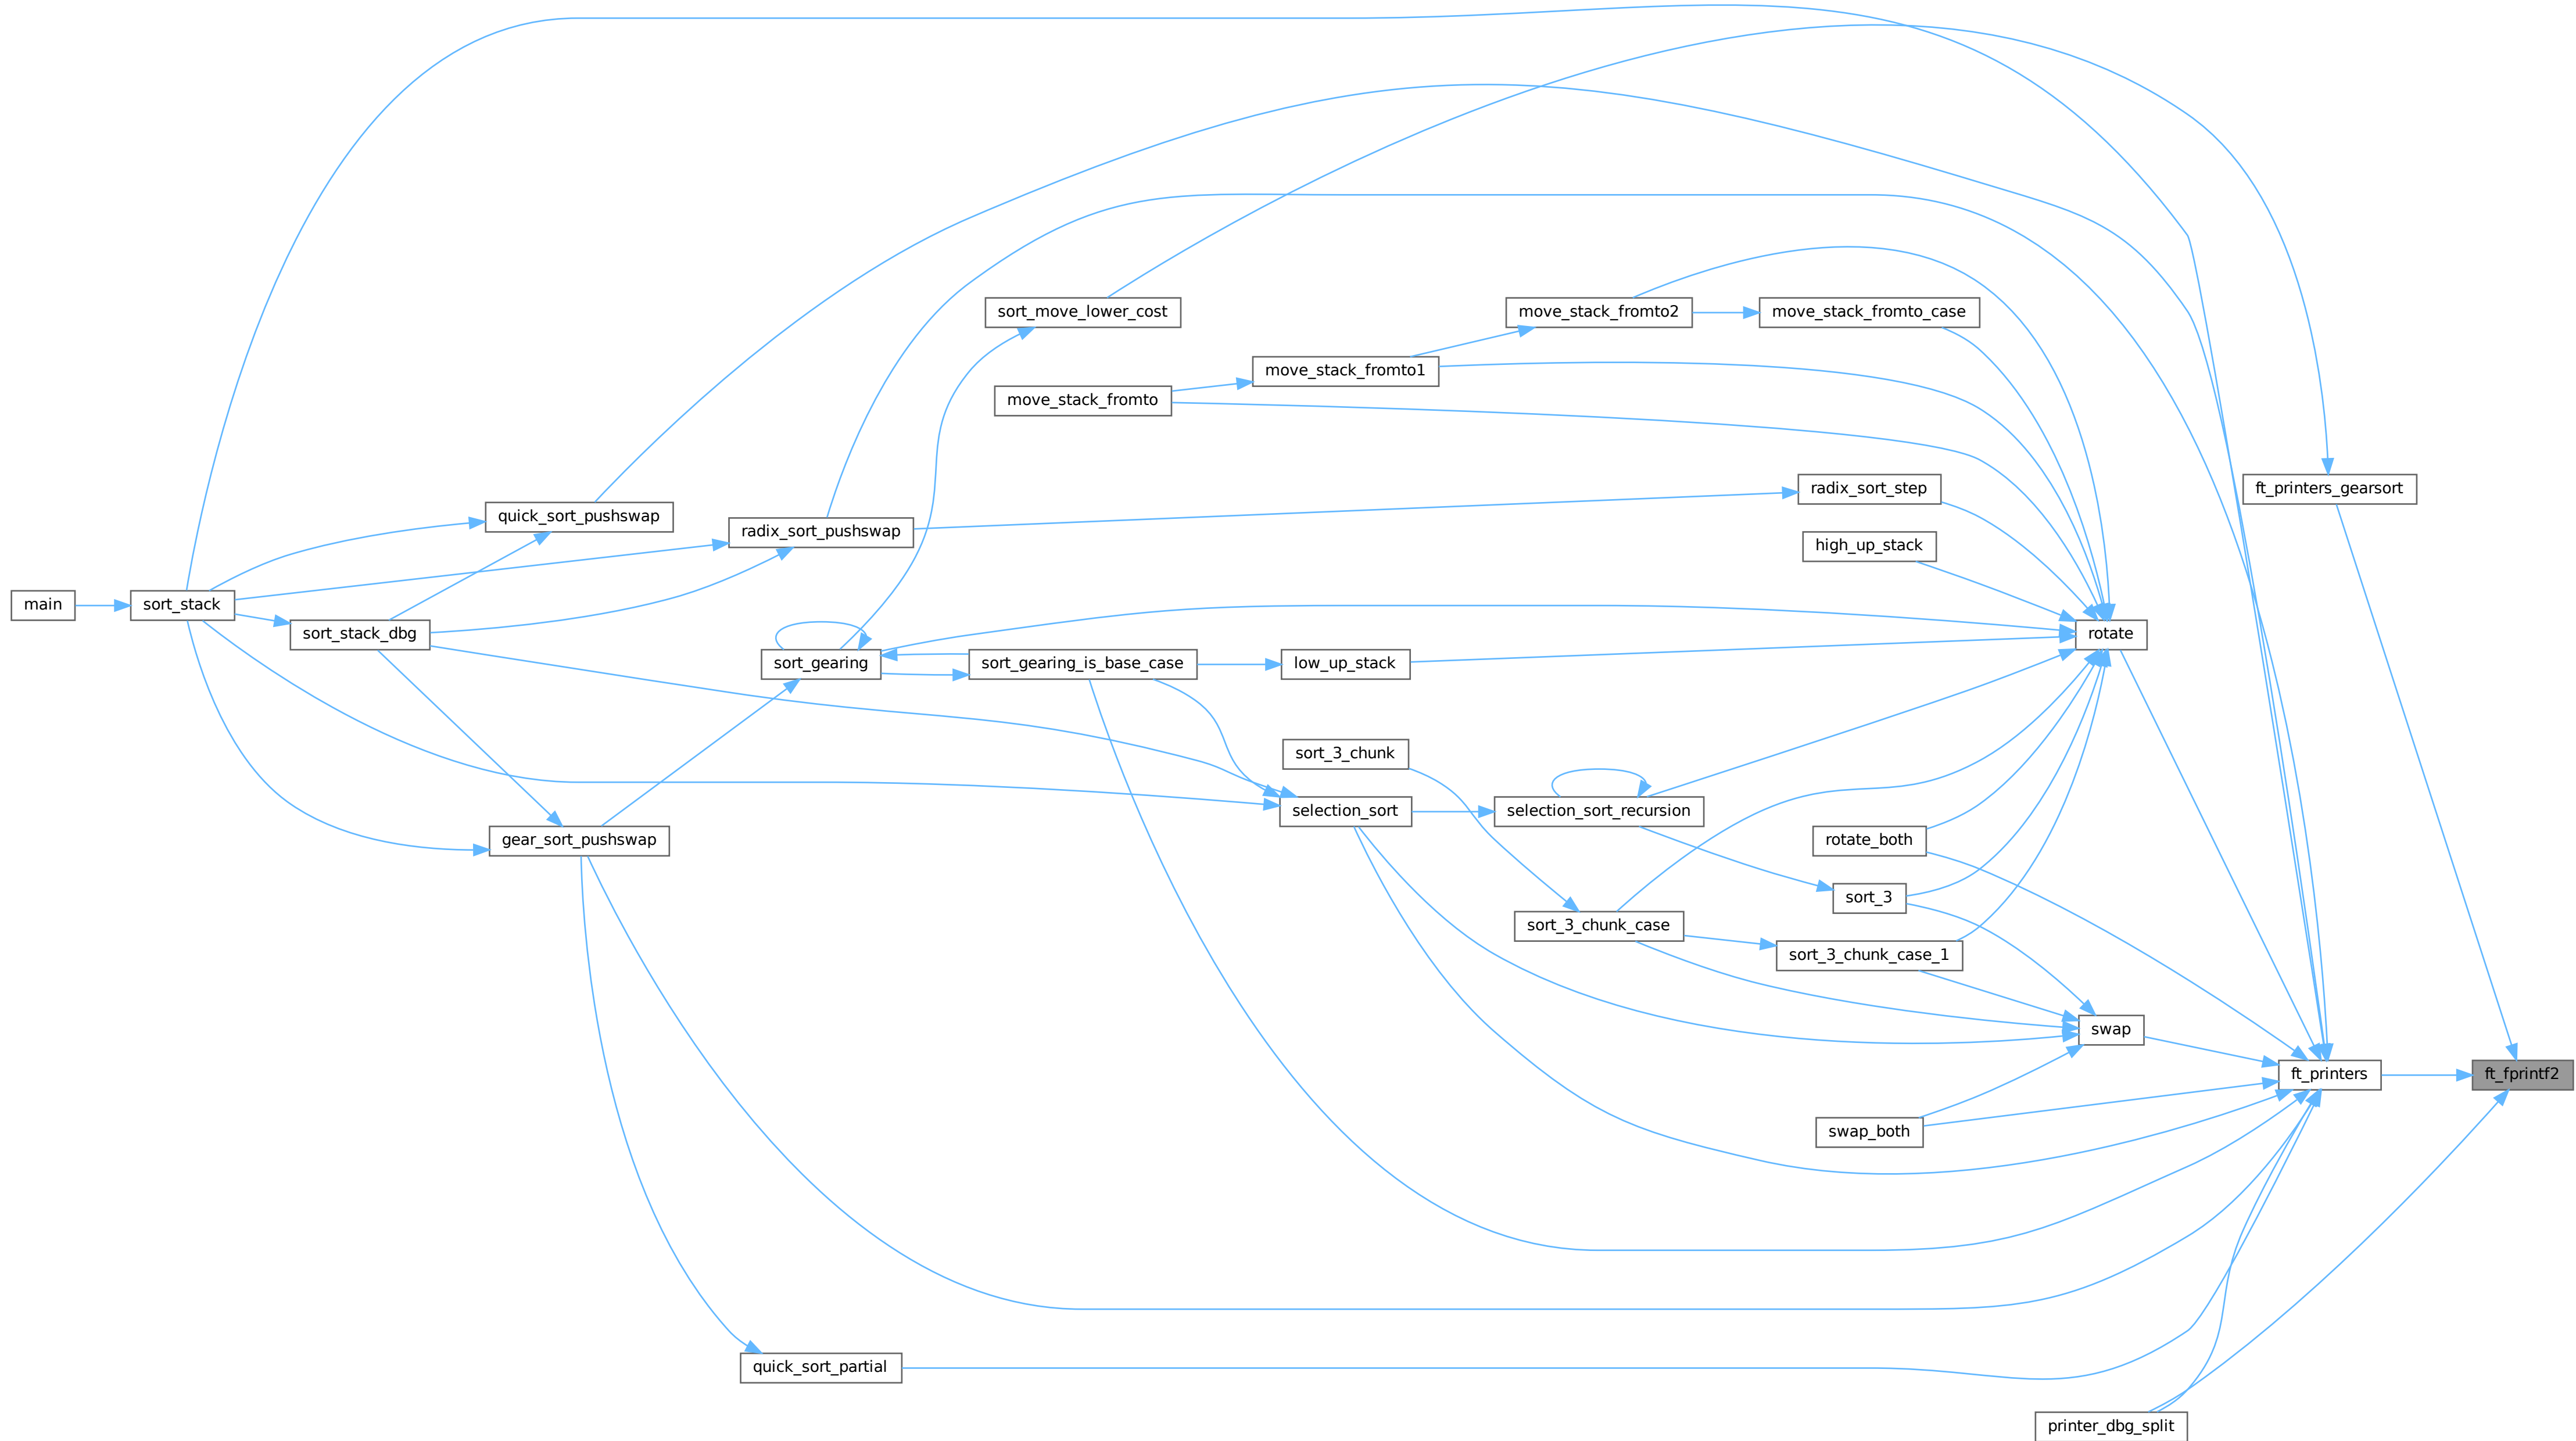 sort_move_lower_cost
move_stack_fromto2
move_stack_fromto_case
move_stack_fromto1
move_stack_fromto
radix_sort_step
ft_printers_gearsort
quick_sort_pushswap
radix_sort_pushswap
high_up_stack
main
sort_stack
sort_stack_dbg
rotate
sort_gearing
sort_gearing_is_base_case
low_up_stack
sort_3_chunk
selection_sort
selection_sort_recursion
gear_sort_pushswap
rotate_both
sort_3
sort_3_chunk_case
sort_3_chunk_case_1
swap
ft_printers
ft_fprintf2
swap_both
quick_sort_partial
printer_dbg_split